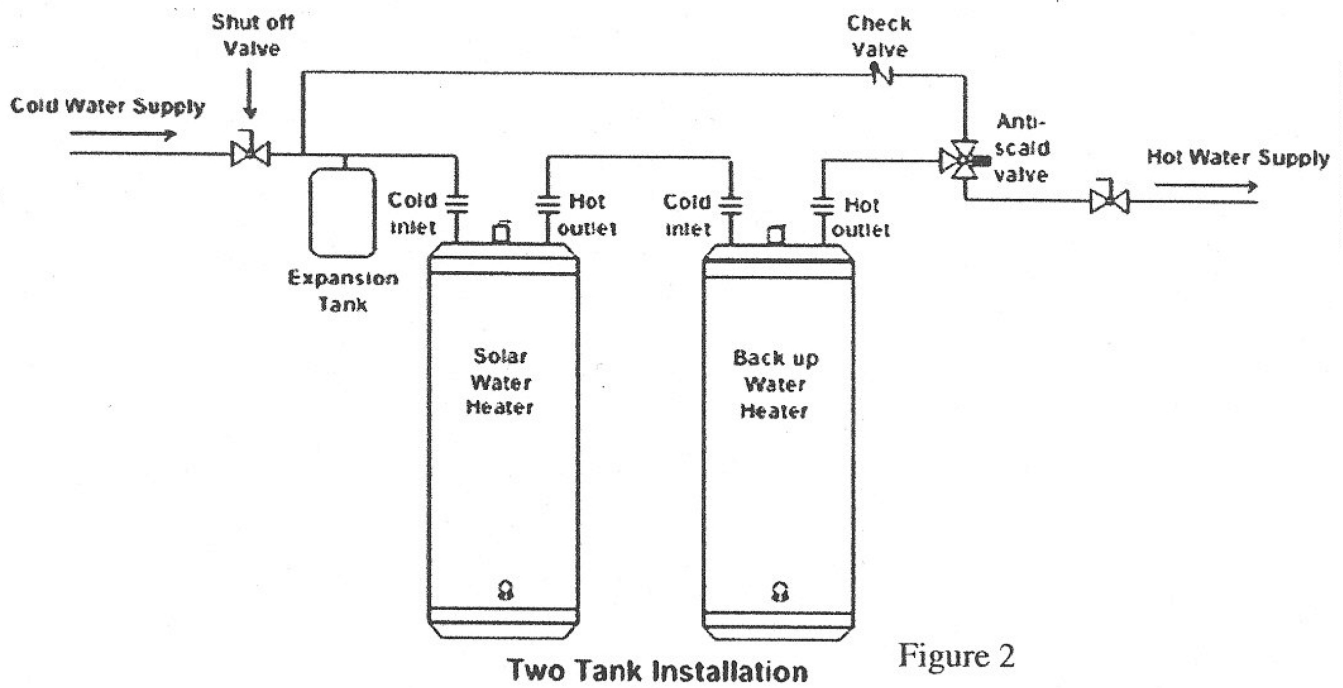 Shut off
Valve
Check
Valve
Cold Water Supply
Anti-
scald
valve
Hot Water Supply
Cold
inlet
Hot
outlet
Cold
inlet
Hot
outlet
Expansion
Tank
Solar
Water
Heater
Back up
Water
Heater
Two Tank Installation
Figure 2